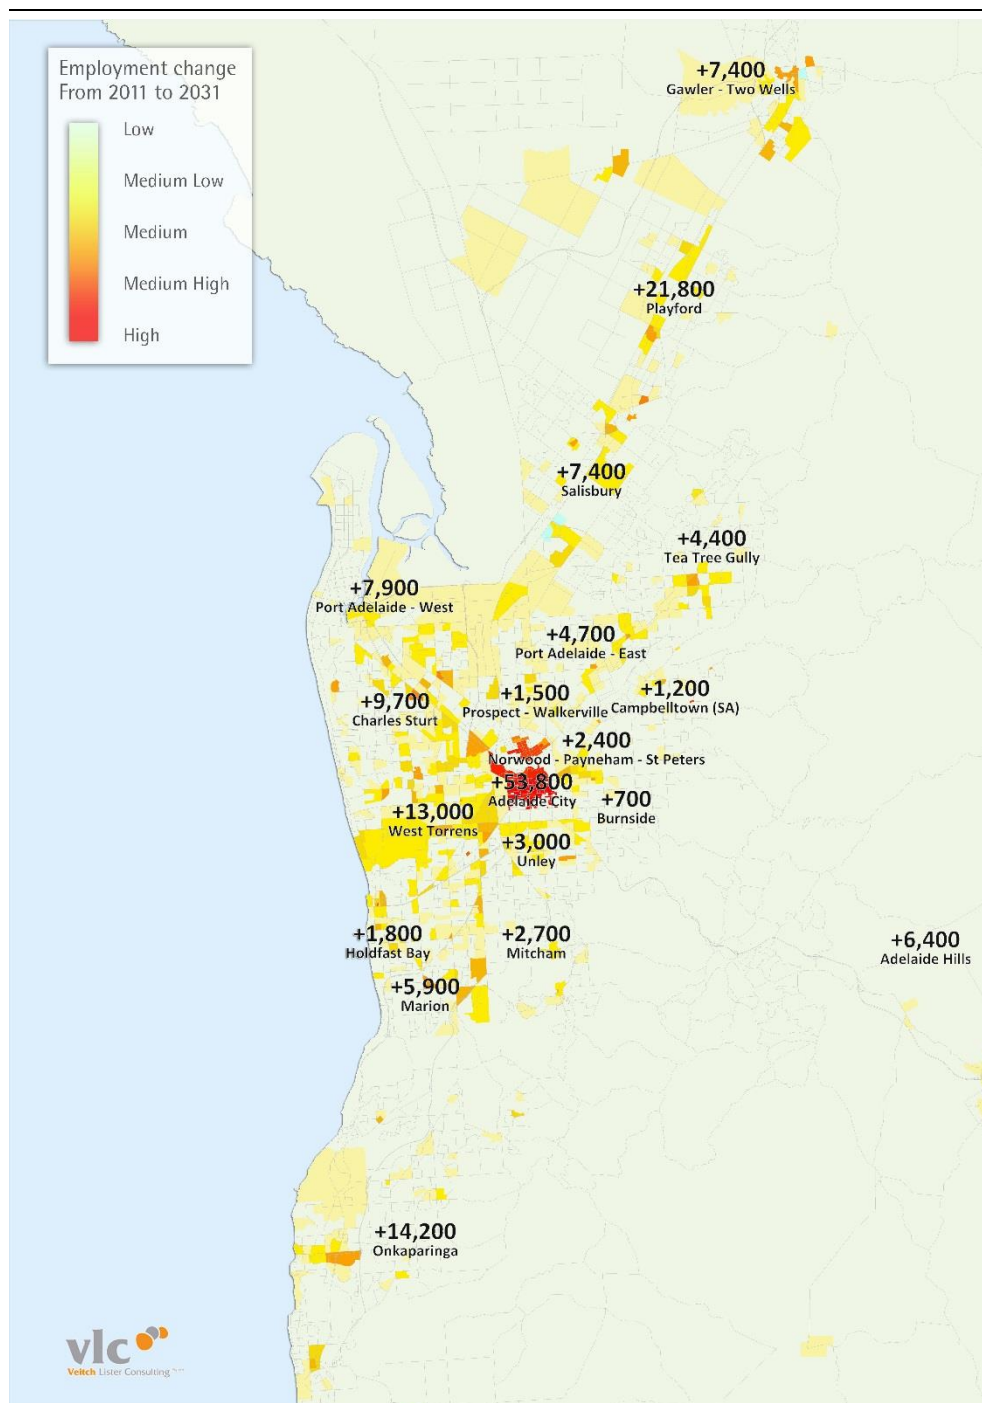 Employment change
From 2011 to 2031
Low
Medium Low
Medium
Medium High
High
+7,400
Gawler - Two Wells
+21,800
Playford
+7,400
Salisbury
+4,400
Tea Tree Gully
+7,900
Port Adelaide - West
+4,700
Port Adelaide - East
+1,200
Campbelltown (SA)
+1,500
Prospect - Walkerville
+9,700
Charles Sturt
+2,400
Norwood - Payneham - St Peters
+53,800
Adelaide City
+700
Burnside
+13,000
West Torrens
+3,000
Unley
+1,800
Holdfast Bay
+2,700
Mitcham
+6,400
Adelaide Hills
+5,900
Marion
+14,200
Onkaparinga
vlc
Veitch Lister Consulting